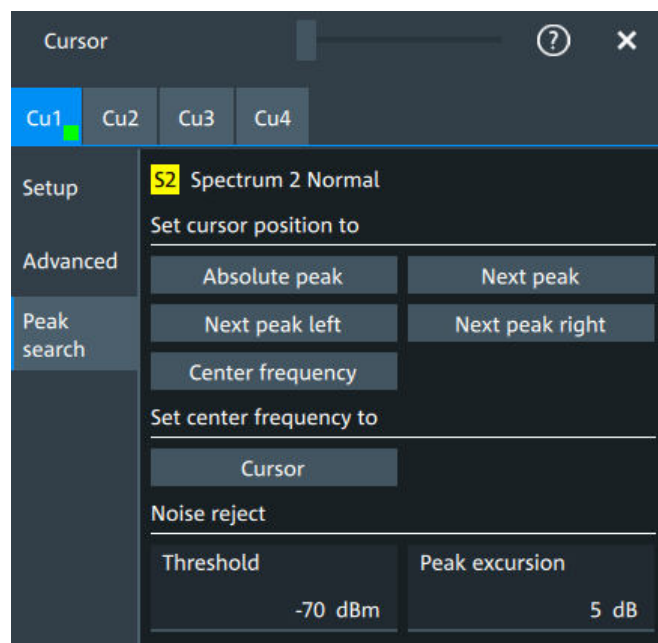 Cursor
?
Cu1 Cu2 Cu3 Cu4
Setup
Advanced
Peak
search
S2 Spectrum 2 Normal
Set cursor position to
Absolute peak Next peak
Next peak left Next peak right
Center frequency
Set center frequency to
Cursor
Noise reject
Threshold Peak excursion
-70 dBm 5 dB